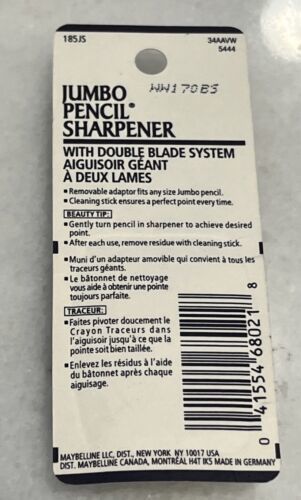 185JS
34AAVW
5444
JUMBO
PENCIL®
SHARPENER
WW170B5
WITH DOUBLE BLADE SYSTEM
AIGUISOIR GÉANT
À DEUX LAMES
▪ Removable adaptor fits any size Jumbo pencil.
▪ Cleaning stick ensures a perfect point every time.
BEAUTY TIP:
▪ Gently turn pencil in sharpener to achieve desired
point.
▪ After each use, remove residue with cleaning stick.
▪ Muni d'un adapteur amovible qui convient à tous les
traceurs géants.
▪ Le bâtonnet de nettoyage
vous aide à obtenir une pointe
toujours parfaite.
TRACEUR:
▪ Faites pivoter doucement le
Crayon Traceurs dans
l'aiguisoir jusqu'à ce que la
pointe soit bien taillée.
▪ Enlevez les résidus à l'aide
du bâtonnet après chaque
aiguisage.
0 41554 68021 8
MAYBELLINE LLC, DIST., NEW YORK NY 10017 USA
DIST. MAYBELLINE CANADA, MONTRÉAL H4T IK5 MADE IN GERMANY